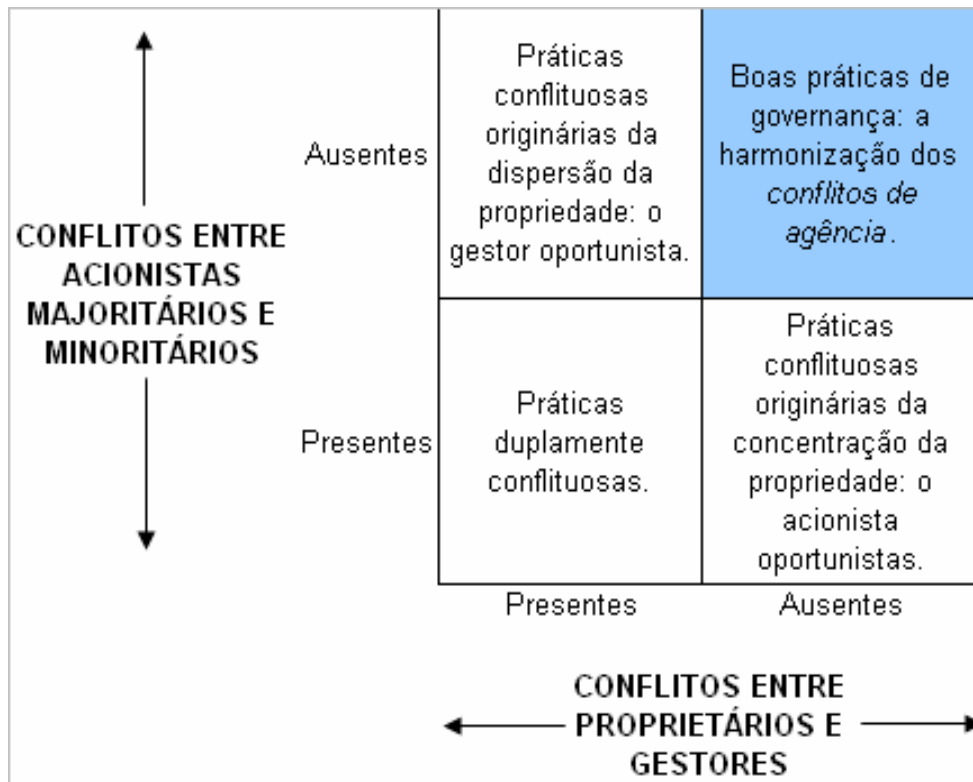 CONFLITOS ENTRE
ACIONISTAS
MAJORITÁRIOS E
MINORITÁRIOS
Ausentes
Práticas
conflituosas
originárias da
dispersão da
propriedade: o
gestor oportunista.
Boas práticas de
governança: a
harmonização dos
conflitos de
agência.
Presentes
Práticas
duplamente
conflituosas.
Práticas
conflituosas
originárias da
concentração da
propriedade: o
acionista
oportunistas.
Presentes
Ausentes
CONFLITOS ENTRE
PROPRIETÁRIOS E
GESTORES